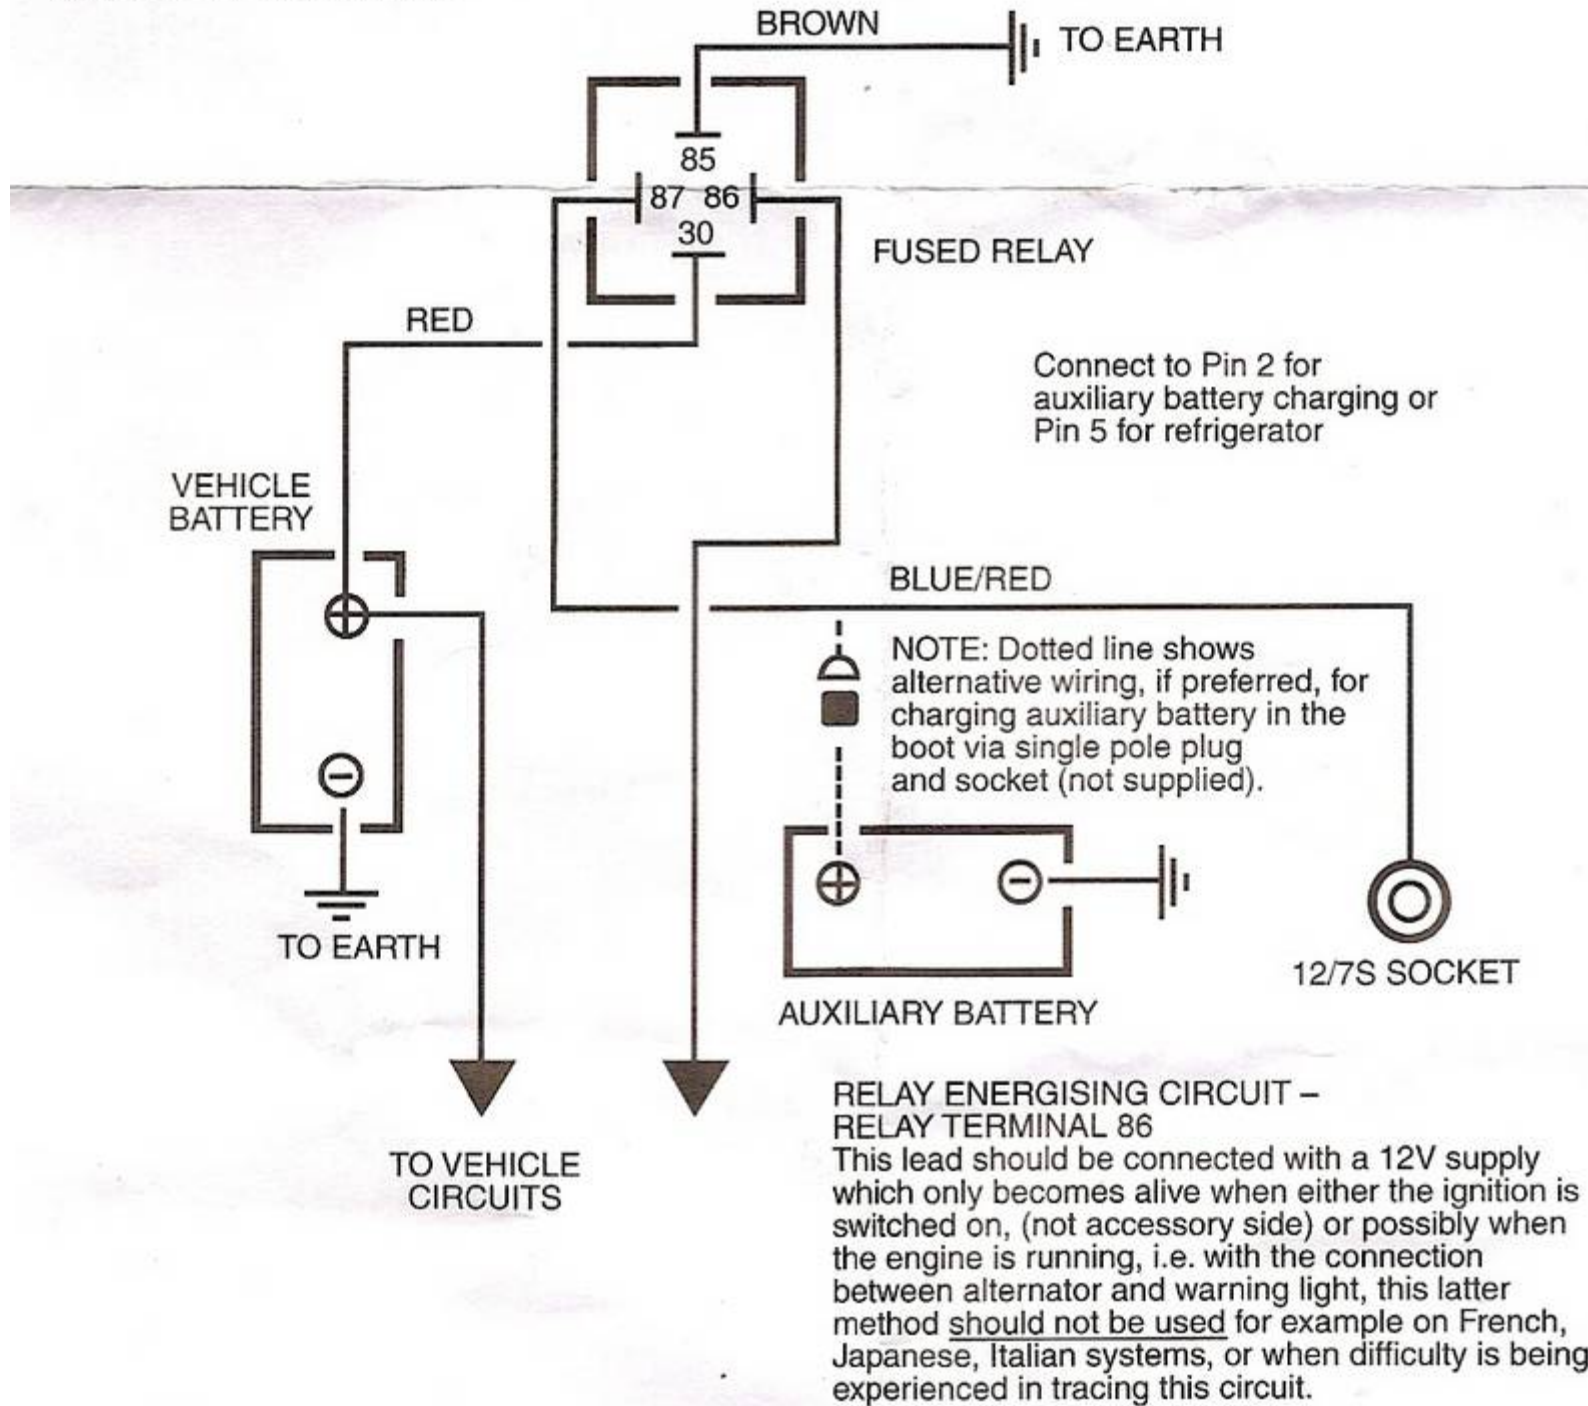 BROWN
TO EARTH
85
87 86
30
FUSED RELAY
RED
Connect to Pin 2 for
auxiliary battery charging or
Pin 5 for refrigerator
VEHICLE
BATTERY
BLUE/RED
NOTE: Dotted line shows
alternative wiring, if preferred, for
charging auxiliary battery in the
boot via single pole plug
and socket (not supplied).
TO EARTH
12/7S SOCKET
AUXILIARY BATTERY
TO VEHICLE
CIRCUITS
RELAY ENERGISING CIRCUIT –
RELAY TERMINAL 86
This lead should be connected with a 12V supply
which only becomes alive when either the ignition is
switched on, (not accessory side) or possibly when
the engine is running, i.e. with the connection
between alternator and warning light, this latter
method should not be used for example on French,
Japanese, Italian systems, or when difficulty is being
experienced in tracing this circuit.